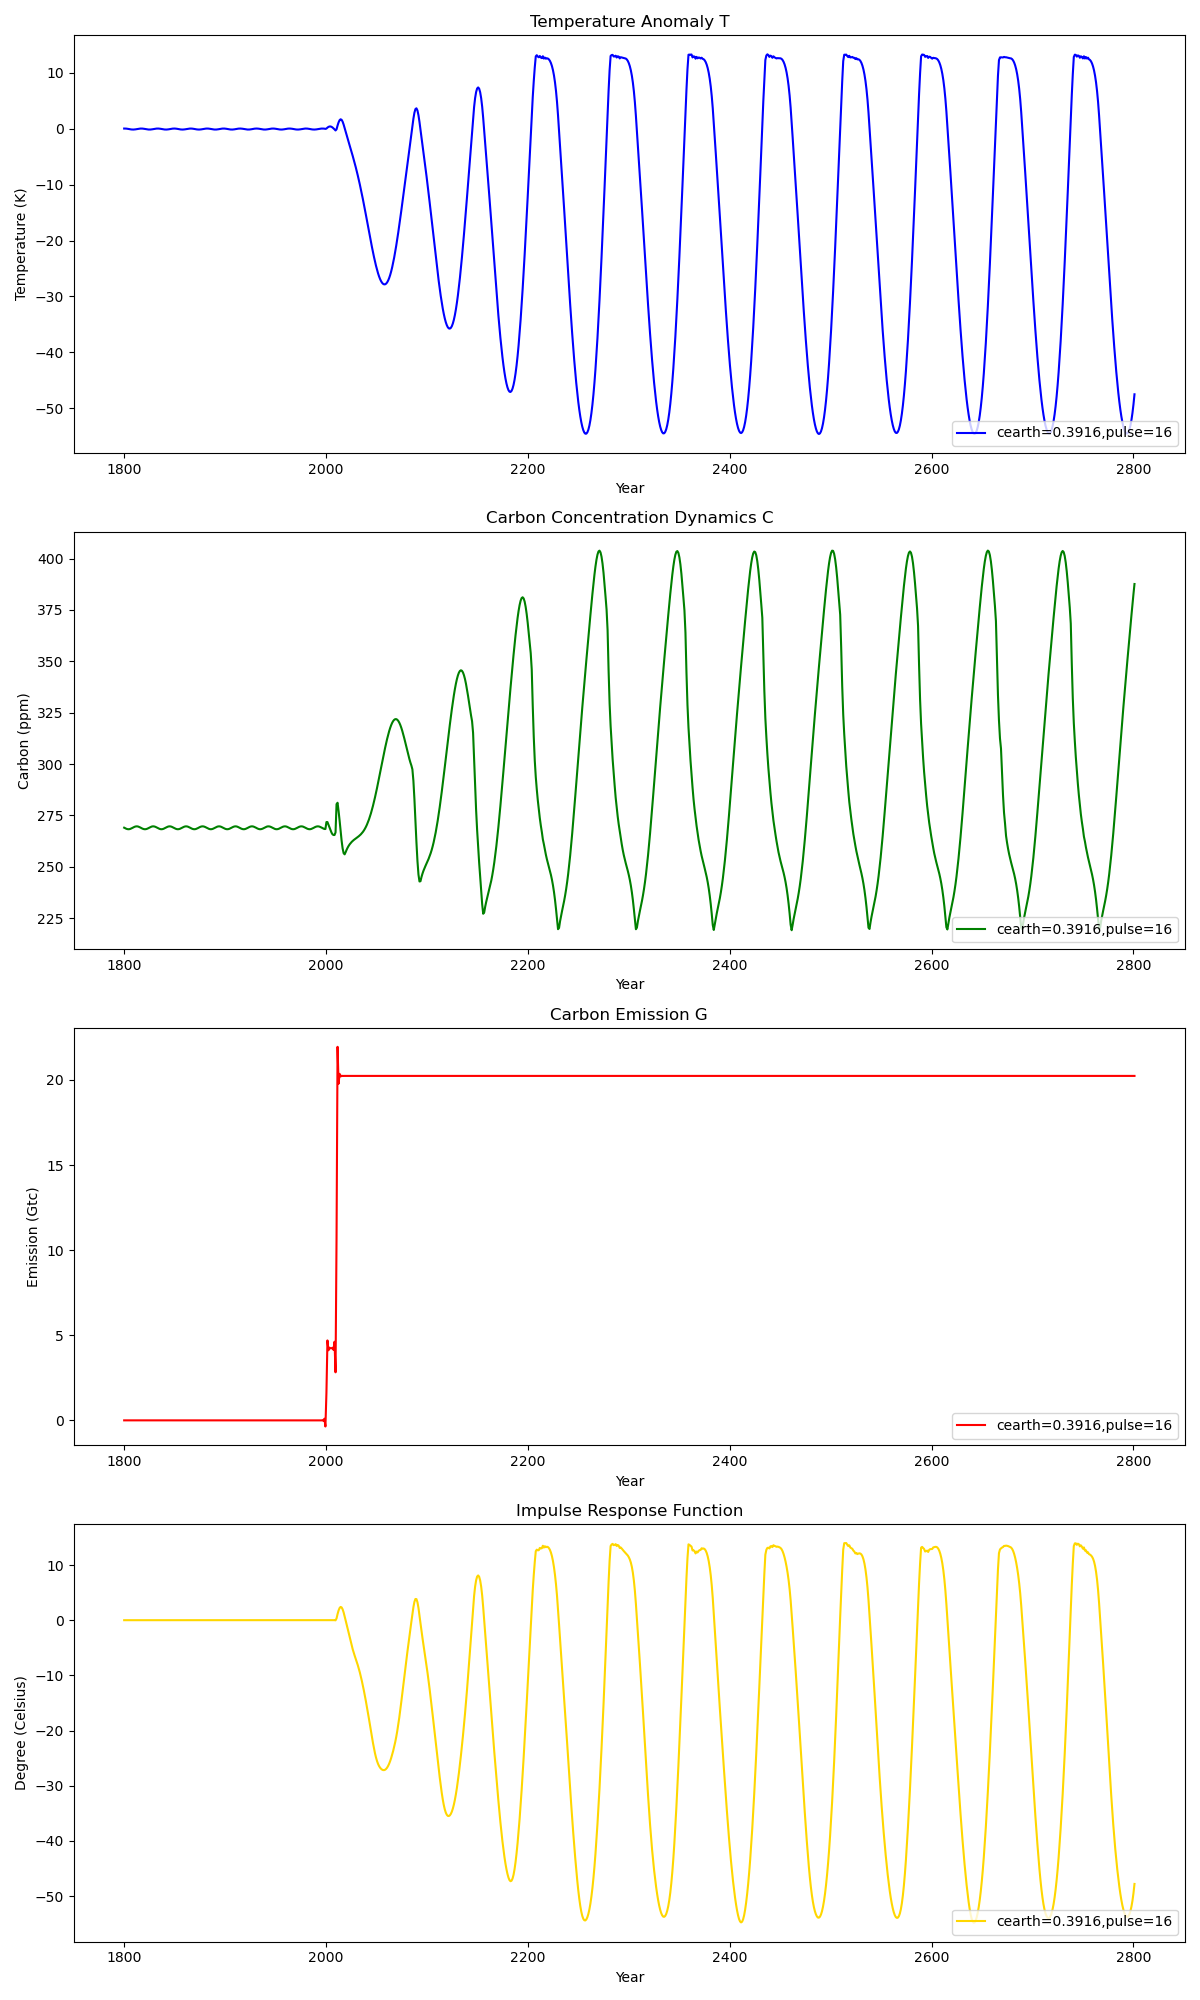 Temperature Anomaly T
10
0
−10
−20
−30
−40
−50
Temperature (K)
cearth=0.3916,pulse=16
1800 2000 2200 2400 2600 2800
Year
Carbon Concentration Dynamics C
400
375
350
325
300
275
250
225
Carbon (ppm)
cearth=0.3916,pulse=16
1800 2000 2200 2400 2600 2800
Year
Carbon Emission G
20
15
10
5
0
Emission (Gtc)
cearth=0.3916,pulse=16
1800 2000 2200 2400 2600 2800
Year
Impulse Response Function
10
0
−10
−20
−30
−40
−50
Degree (Celsius)
cearth=0.3916,pulse=16
1800 2000 2200 2400 2600 2800
Year